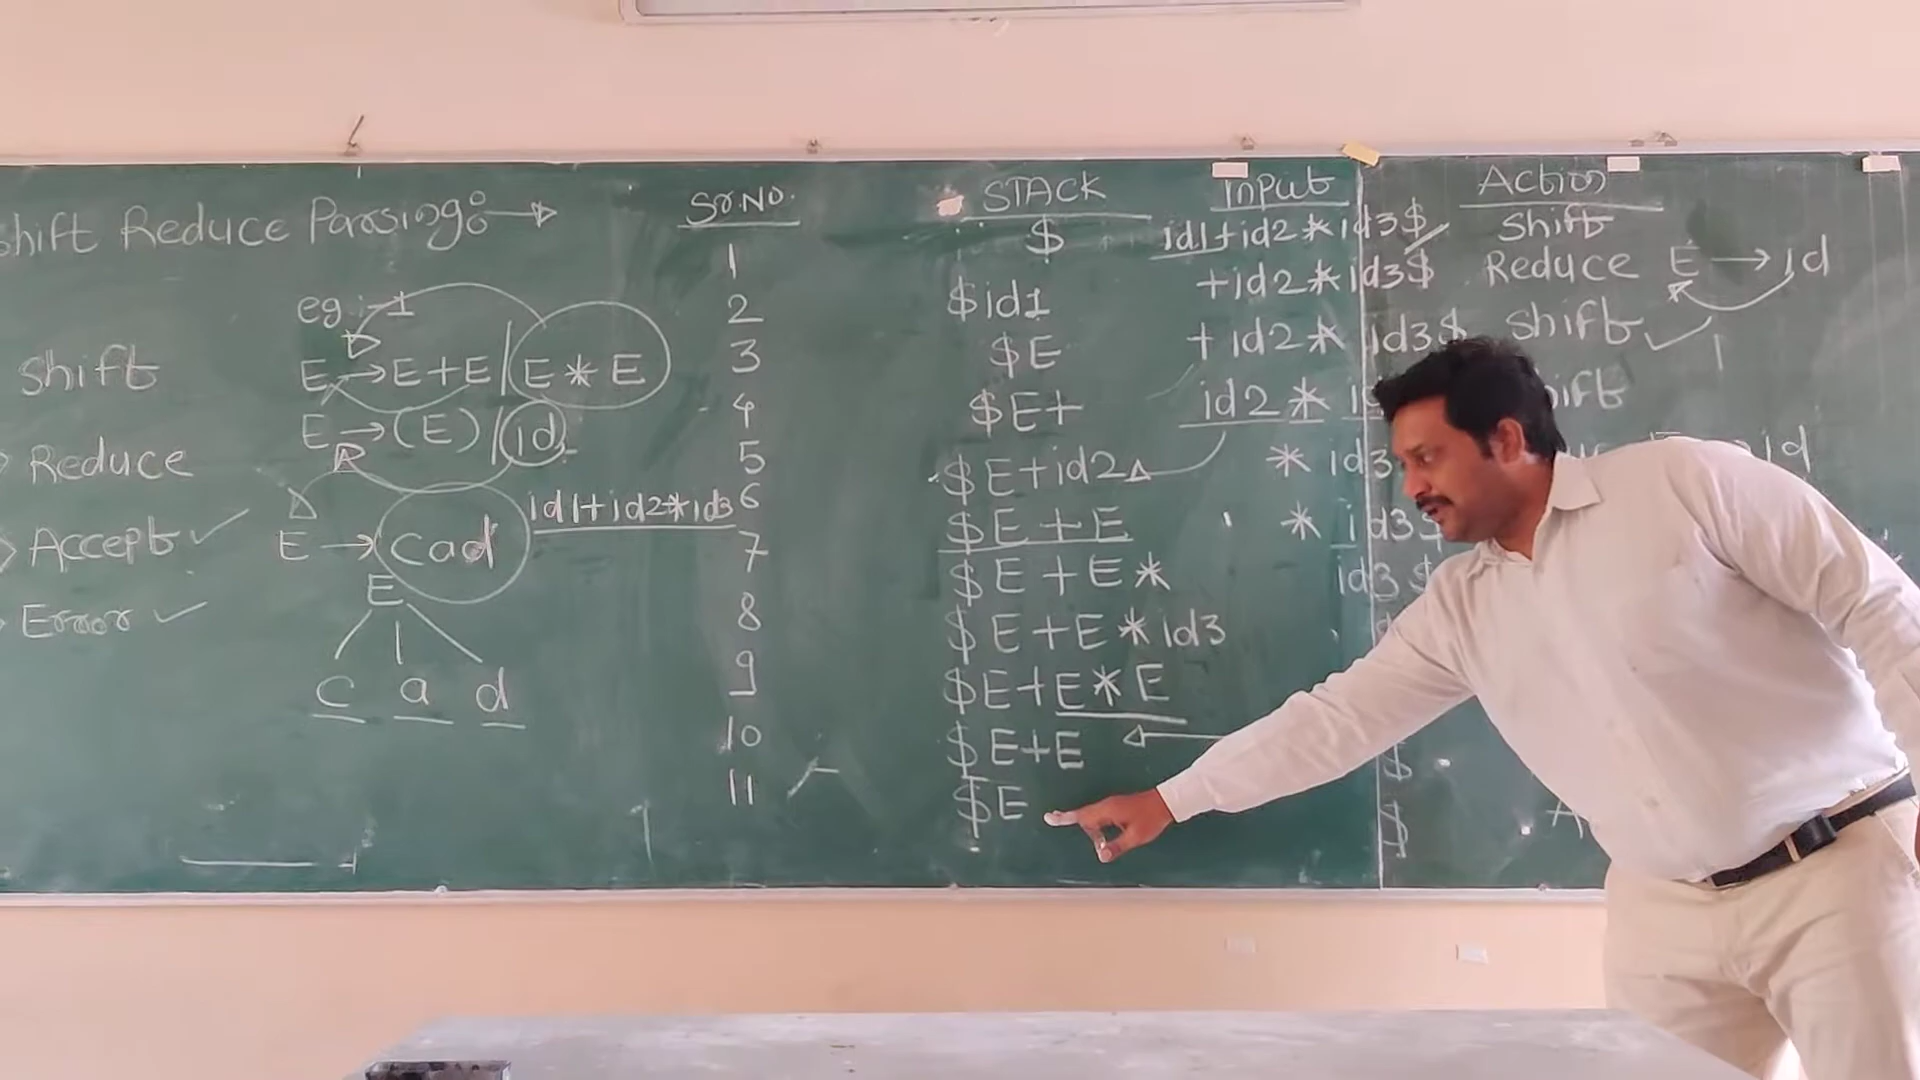 Shift Reduce Parsing:→
eg:-1
E → E+E | E * E
E → (E) | id
E → cad
id1+id2*id3
E
c a d
Shift
Reduce
Accept ✓
Error ✓
Sr.No. STACK Input Action
1 $ id1+id2*id3$ Shift
2 $id1 +id2*id3$ Reduce E → id
3 $E +id2*id3$ Shift ✓
4 $E+ id2*
5 $E+id2 * id3 id
6 $E+E * id3$
7 $E+E* id3$
8 $E+E*id3
9 $E+E*E
10 $E+E $
11 $E $ A